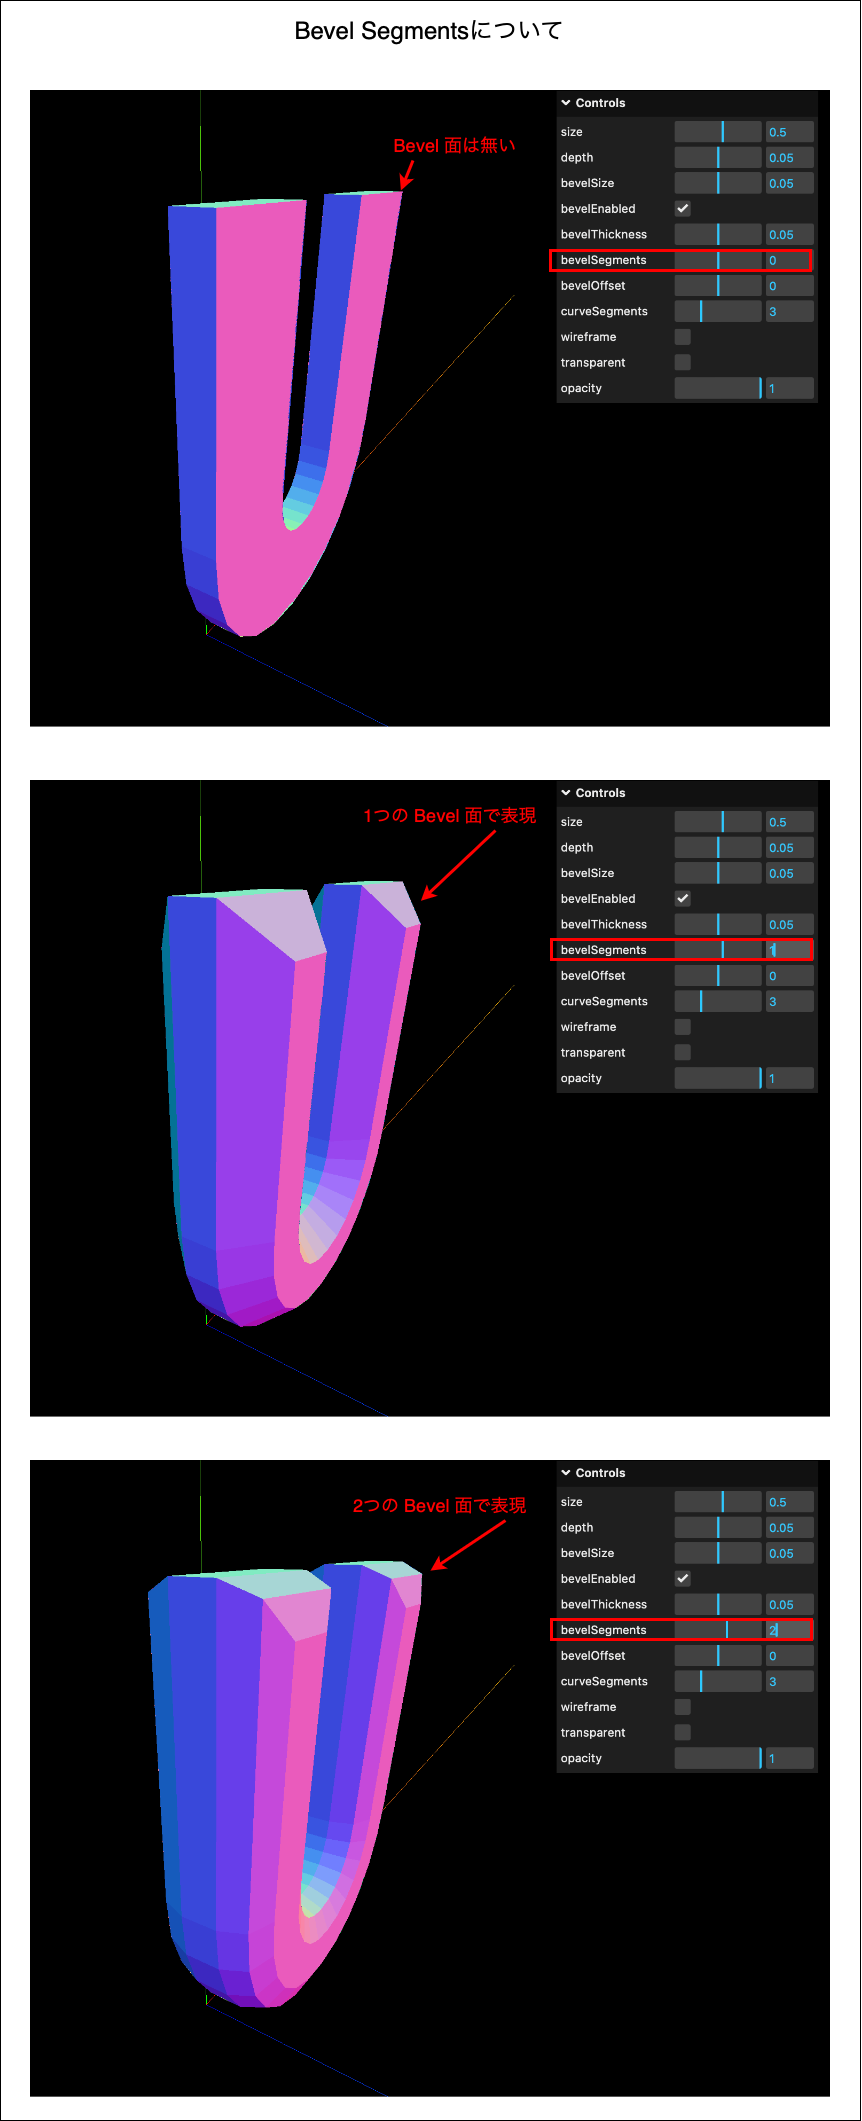 Bevel Segmentsについて
Controls
Bevel 面は無い
size 0.5
depth 0.05
bevelSize 0.05
bevelEnabled
bevelThickness 0.05
bevelSegments 0
bevelOffset 0
curveSegments 3
wireframe
transparent
opacity 1
Controls
1つの Bevel 面で表現
size 0.5
depth 0.05
bevelSize 0.05
bevelEnabled
bevelThickness 0.05
bevelSegments 1
bevelOffset 0
curveSegments 3
wireframe
transparent
opacity 1
Controls
2つの Bevel 面で表現
size 0.5
depth 0.05
bevelSize 0.05
bevelEnabled
bevelThickness 0.05
bevelSegments 2
bevelOffset 0
curveSegments 3
wireframe
transparent
opacity 1